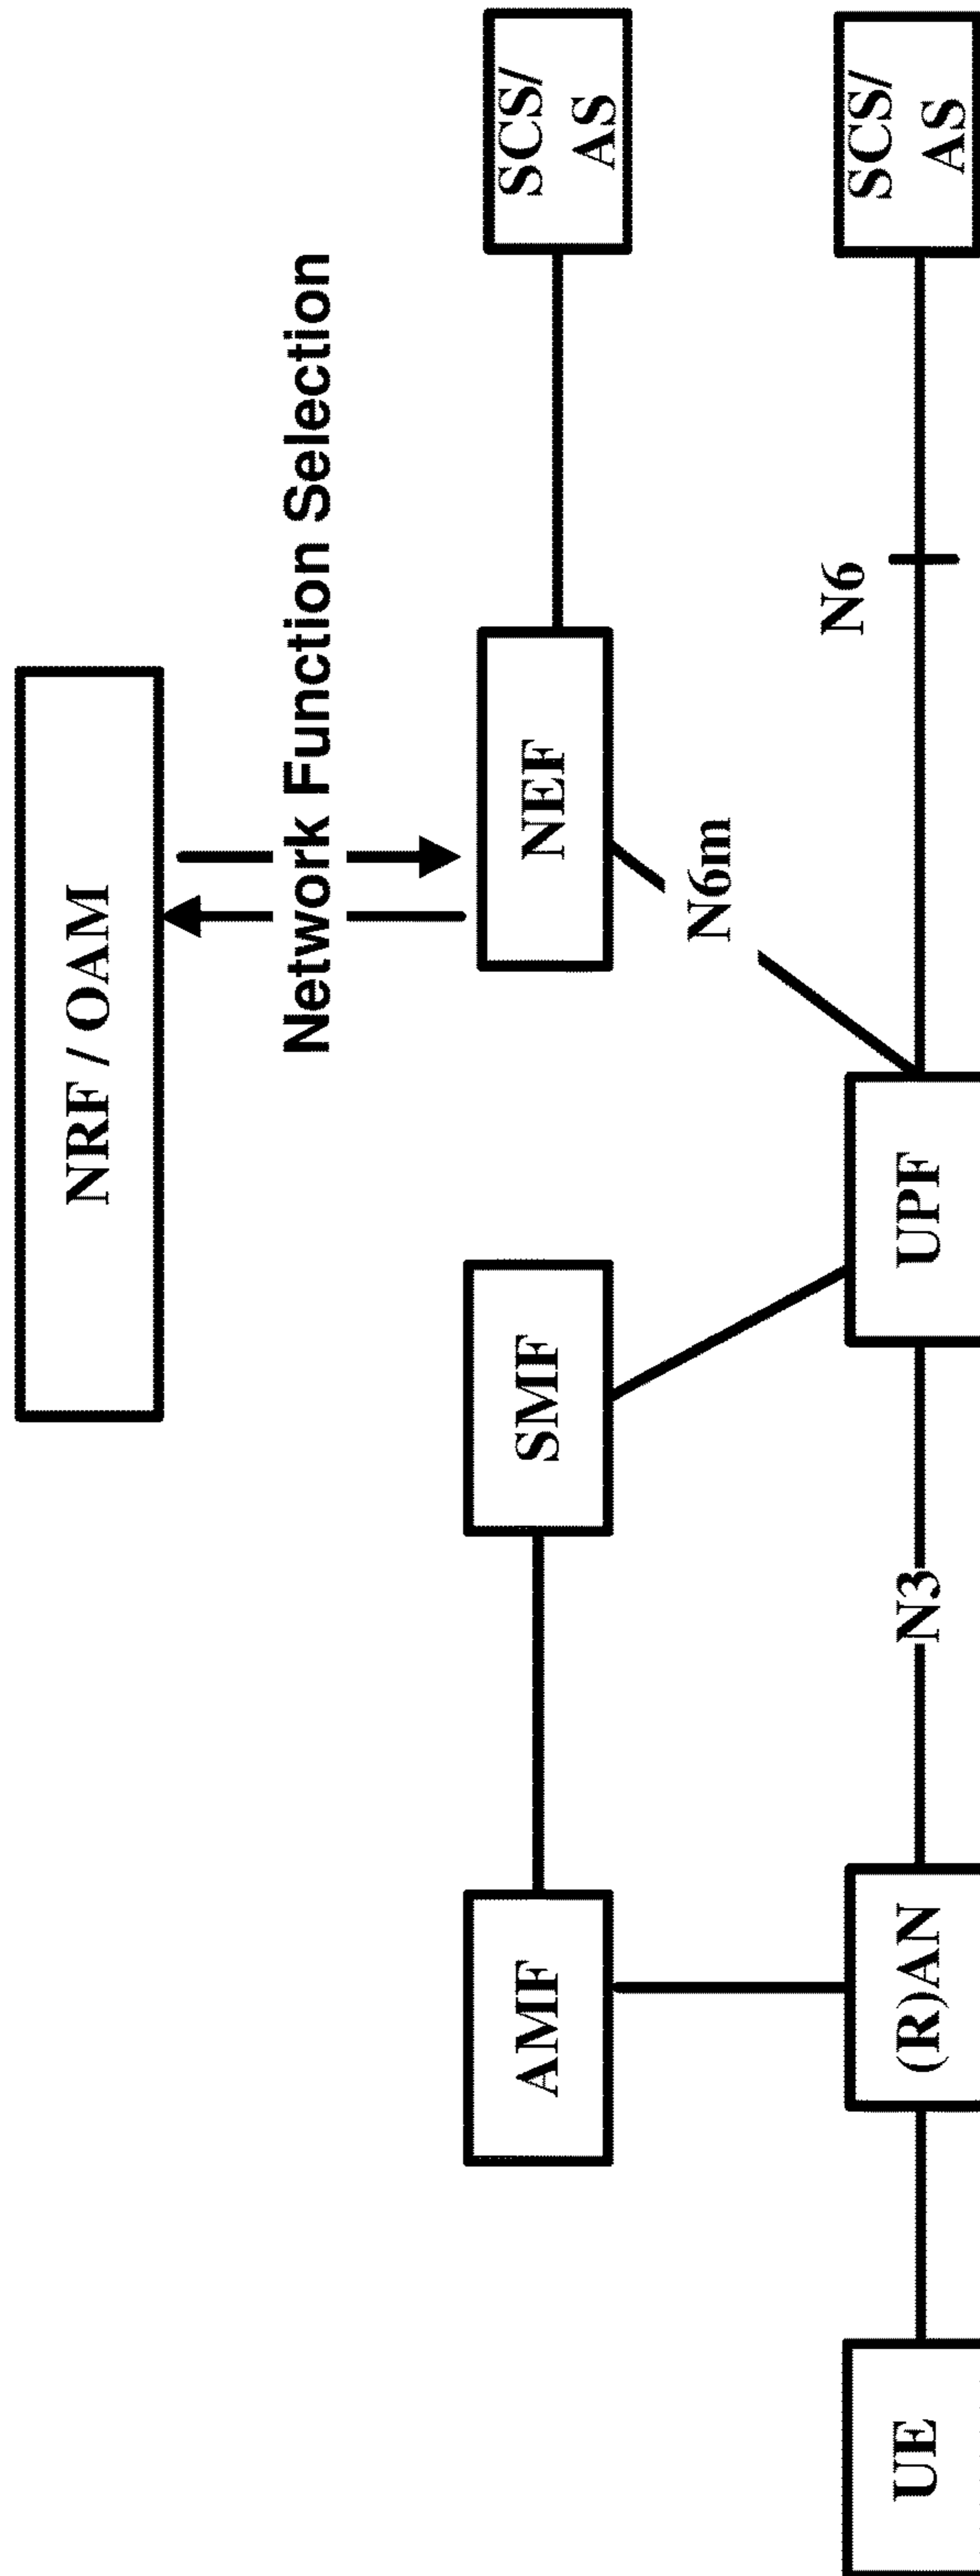 NRF / OAM
Network Function Selection
AMF
SMF
NEF
SCS/
AS
N6m
N6
UE
(R)AN
N3
UPF
SCS/
AS